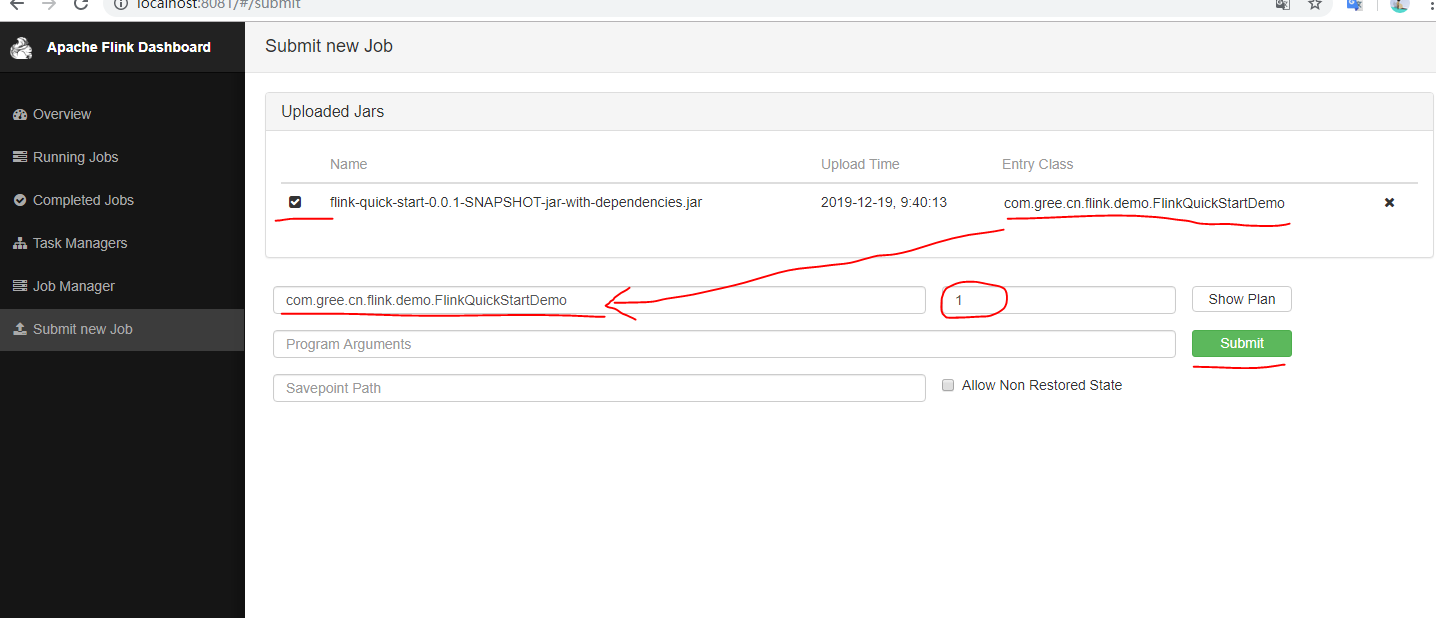 localhost:8081/#/submit
Apache Flink Dashboard
Submit new Job
Overview
Running Jobs
Completed Jobs
Task Managers
Job Manager
Submit new Job
Uploaded Jars
Name Upload Time Entry Class
flink-quick-start-0.0.1-SNAPSHOT-jar-with-dependencies.jar 2019-12-19, 9:40:13 com.gree.cn.flink.demo.FlinkQuickStartDemo
com.gree.cn.flink.demo.FlinkQuickStartDemo 1 Show Plan
Program Arguments Submit
Savepoint Path Allow Non Restored State